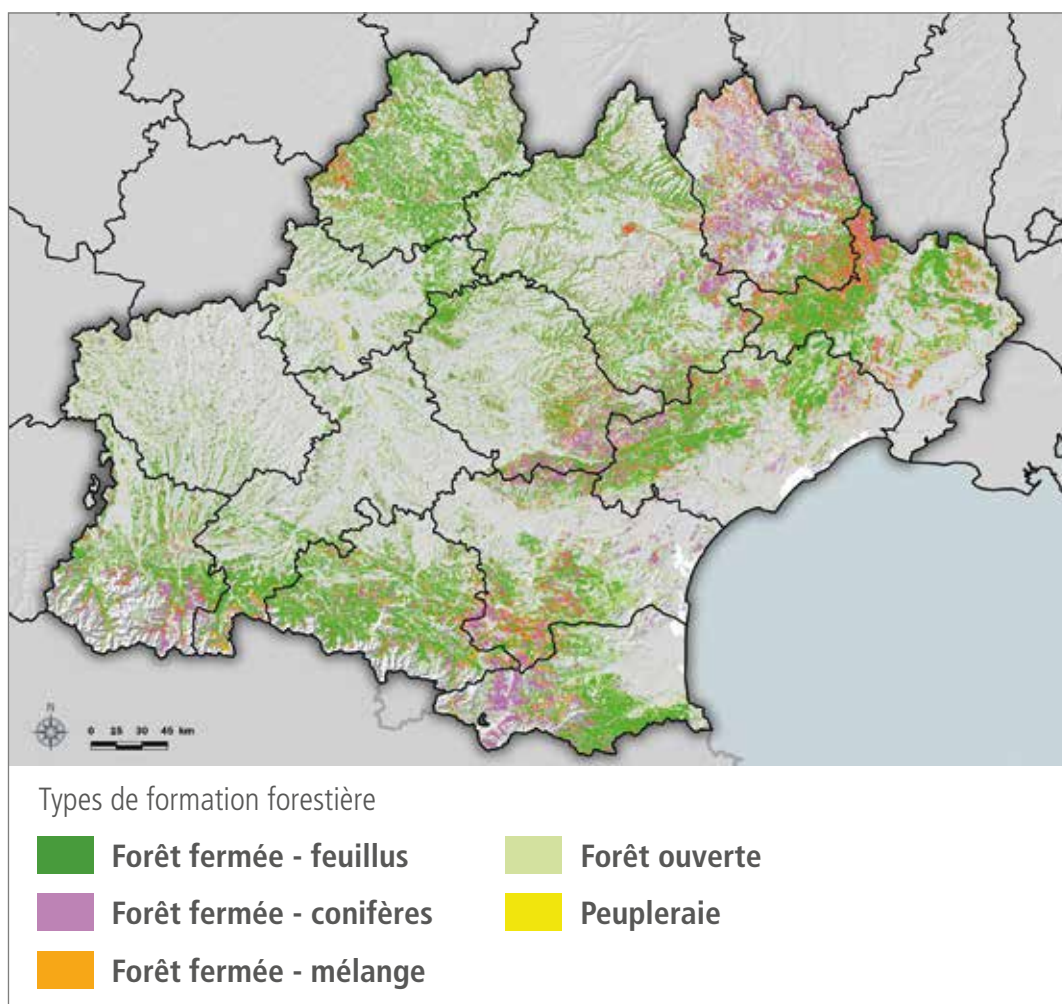 N
0 15 30 45 km
Types de formation forestière
Forêt fermée - feuillus
Forêt ouverte
Forêt fermée - conifères
Peupleraie
Forêt fermée - mélange